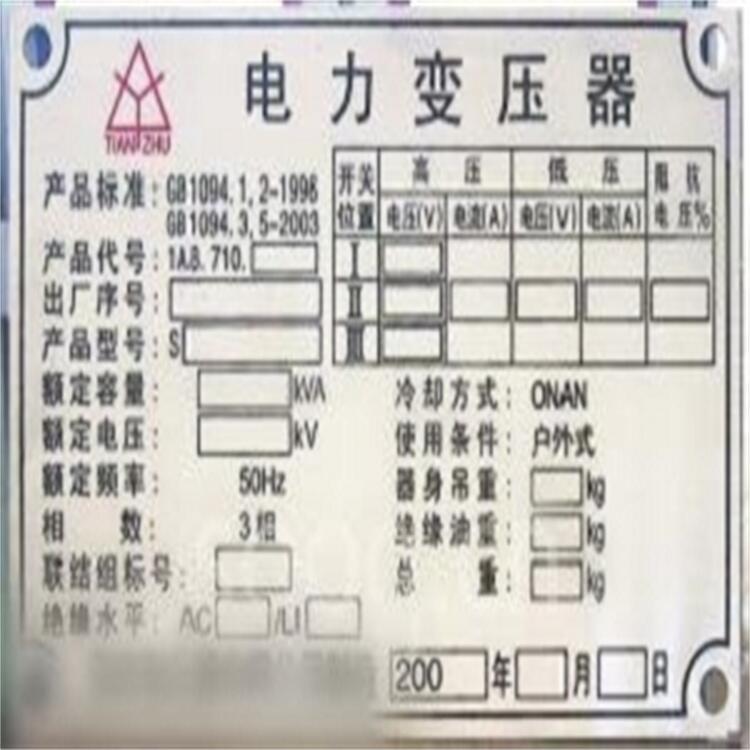 电力变压器
TIANZHU
产品标准: GB1094.1,2-1996
GB1094.3,5-2003
产品代号: 1AB.710.
出厂序号:
产品型号: S
额定容量: kVA
额定电压: kV
额定频率: 50Hz
相 数: 3相
联结组标号:
绝缘水平: AC /LI
开关位置 高 压 低 压 阻 抗
电压(V) 电流(A) 电压(V) 电流(A) 电 压%
I
II
III
冷却方式: ONAN
使用条件: 户外式
器身吊重: kg
绝缘油重: kg
总 重: kg
200 年 月 日